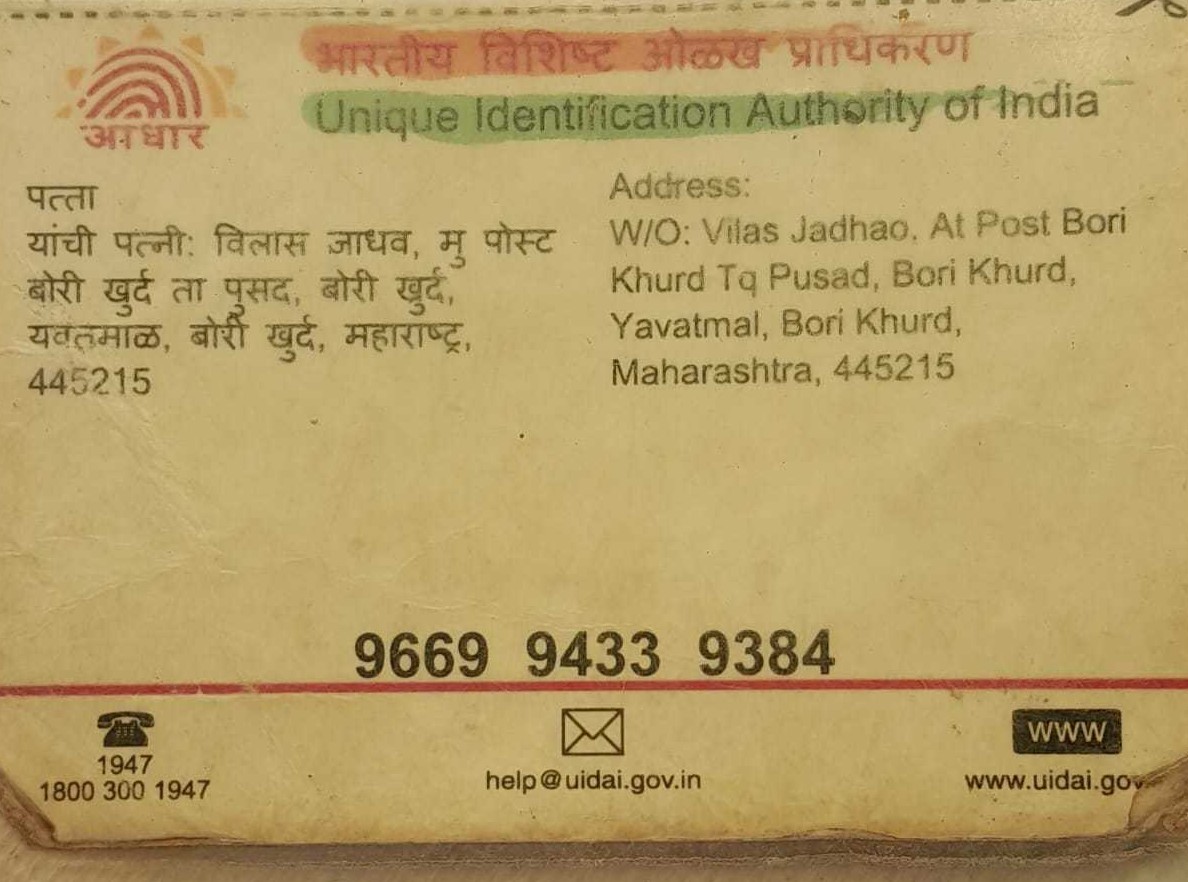 भारतीय विशिष्ट ओळख प्राधिकरण
Unique Identification Authority of India
आधार
पत्ता
यांची पत्नी: विलास जाधव, मु पोस्ट
बोरी खुर्द ता पुसद, बोरी खुर्द,
यवतमाळ, बोरी खुर्द, महाराष्ट्र,
445215
Address:
W/O: Vilas Jadhao, At Post Bori
Khurd Tq Pusad, Bori Khurd,
Yavatmal, Bori Khurd,
Maharashtra, 445215
9669 9433 9384
1947
1800 300 1947
help@uidai.gov.in
WWW
www.uidai.gov